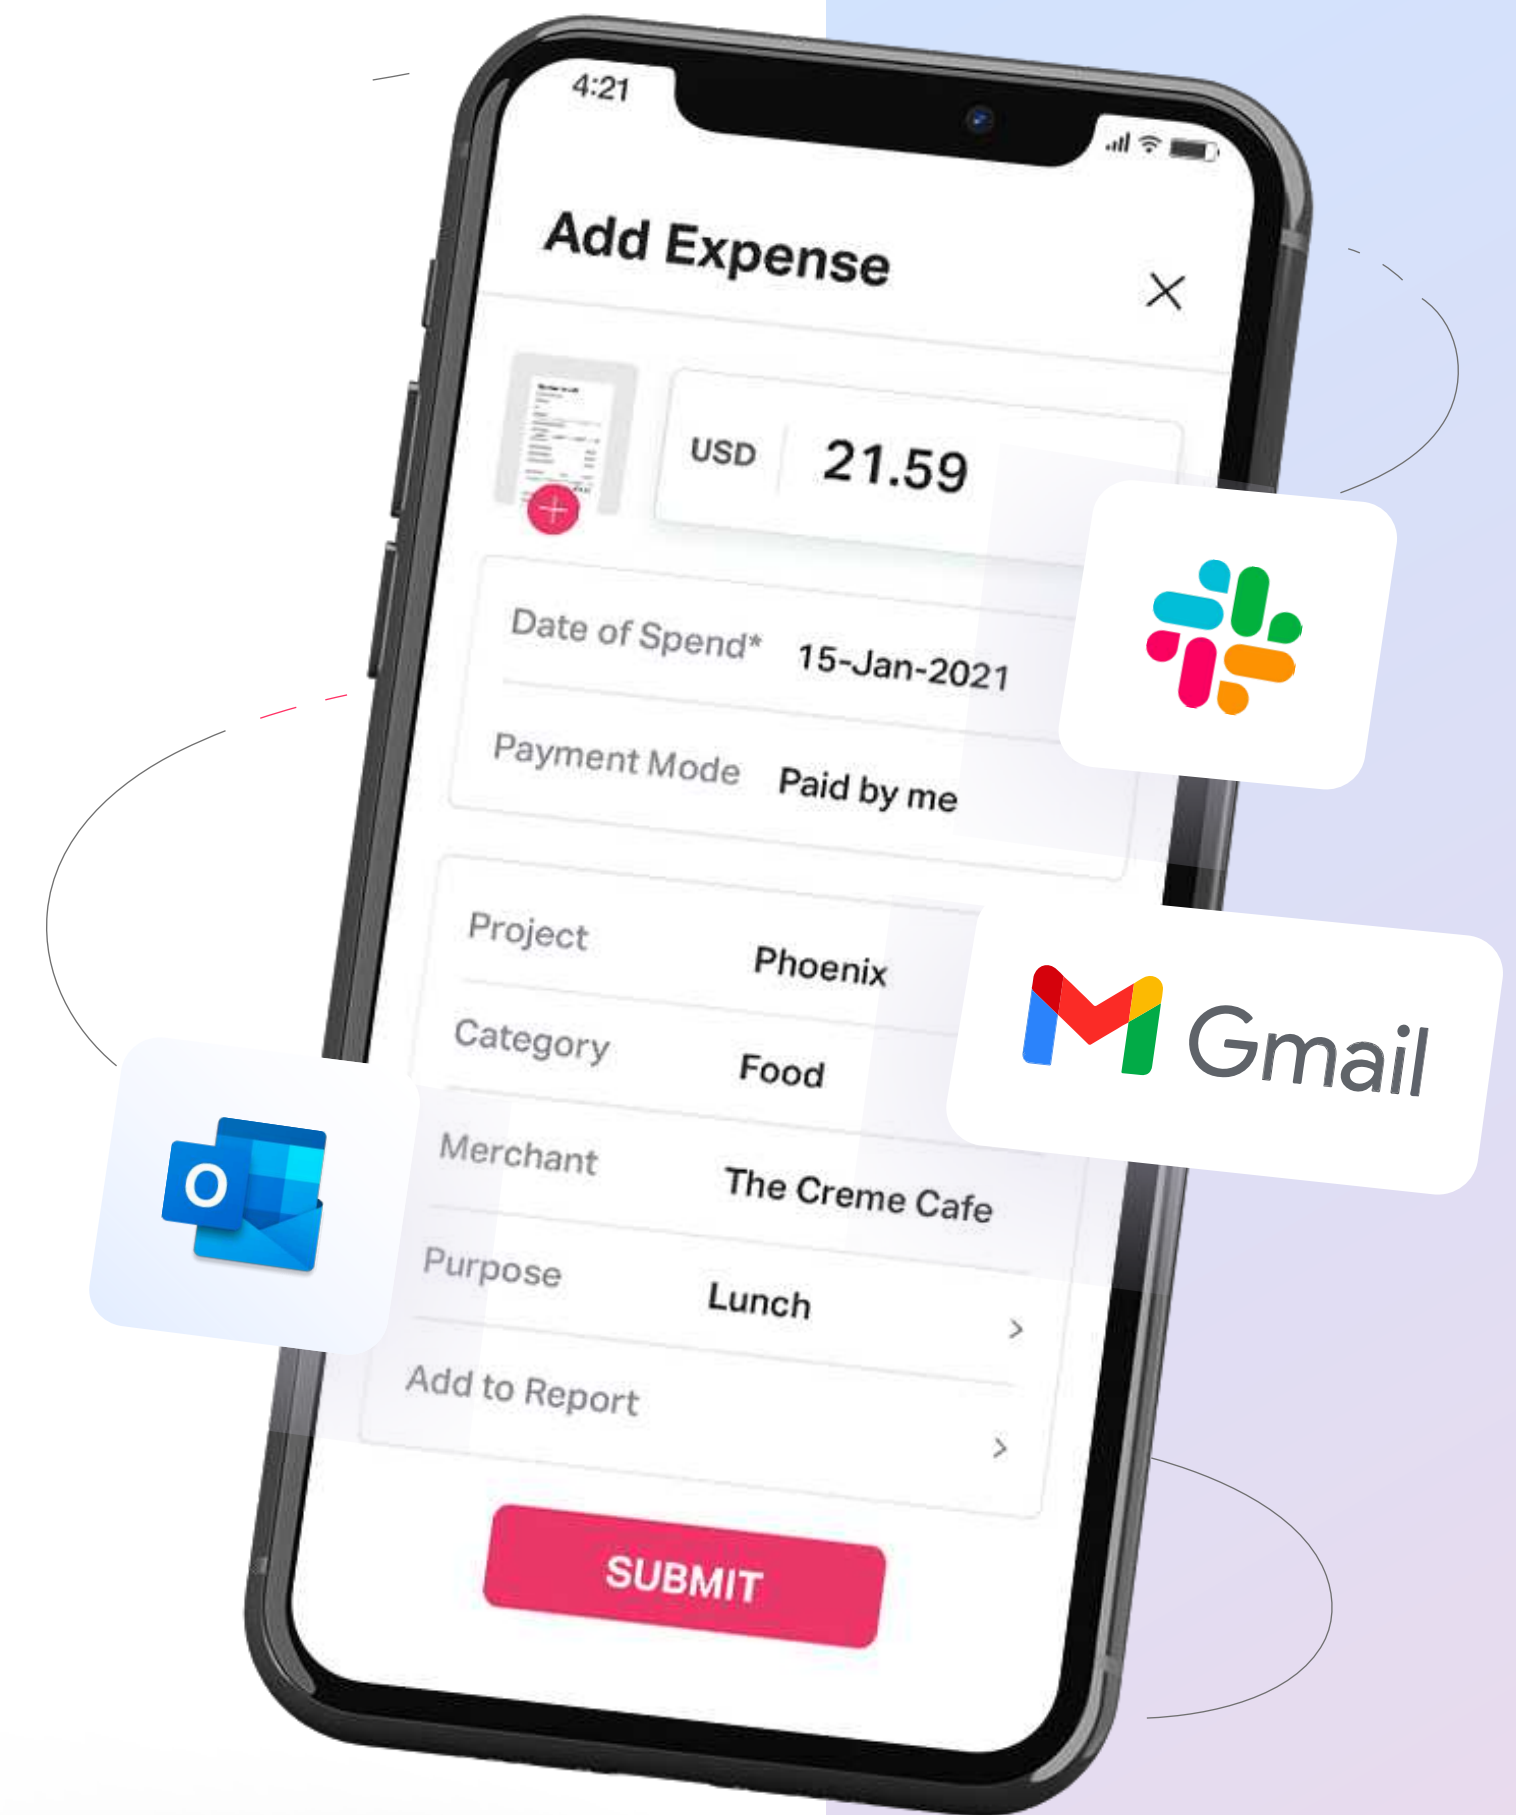 4:21
Add Expense
USD 21.59
Date of Spend* 15-Jan-2021
Payment Mode Paid by me
Project Phoenix
Category Food
Merchant The Creme Cafe
Purpose Lunch
Add to Report
SUBMIT
Gmail
O